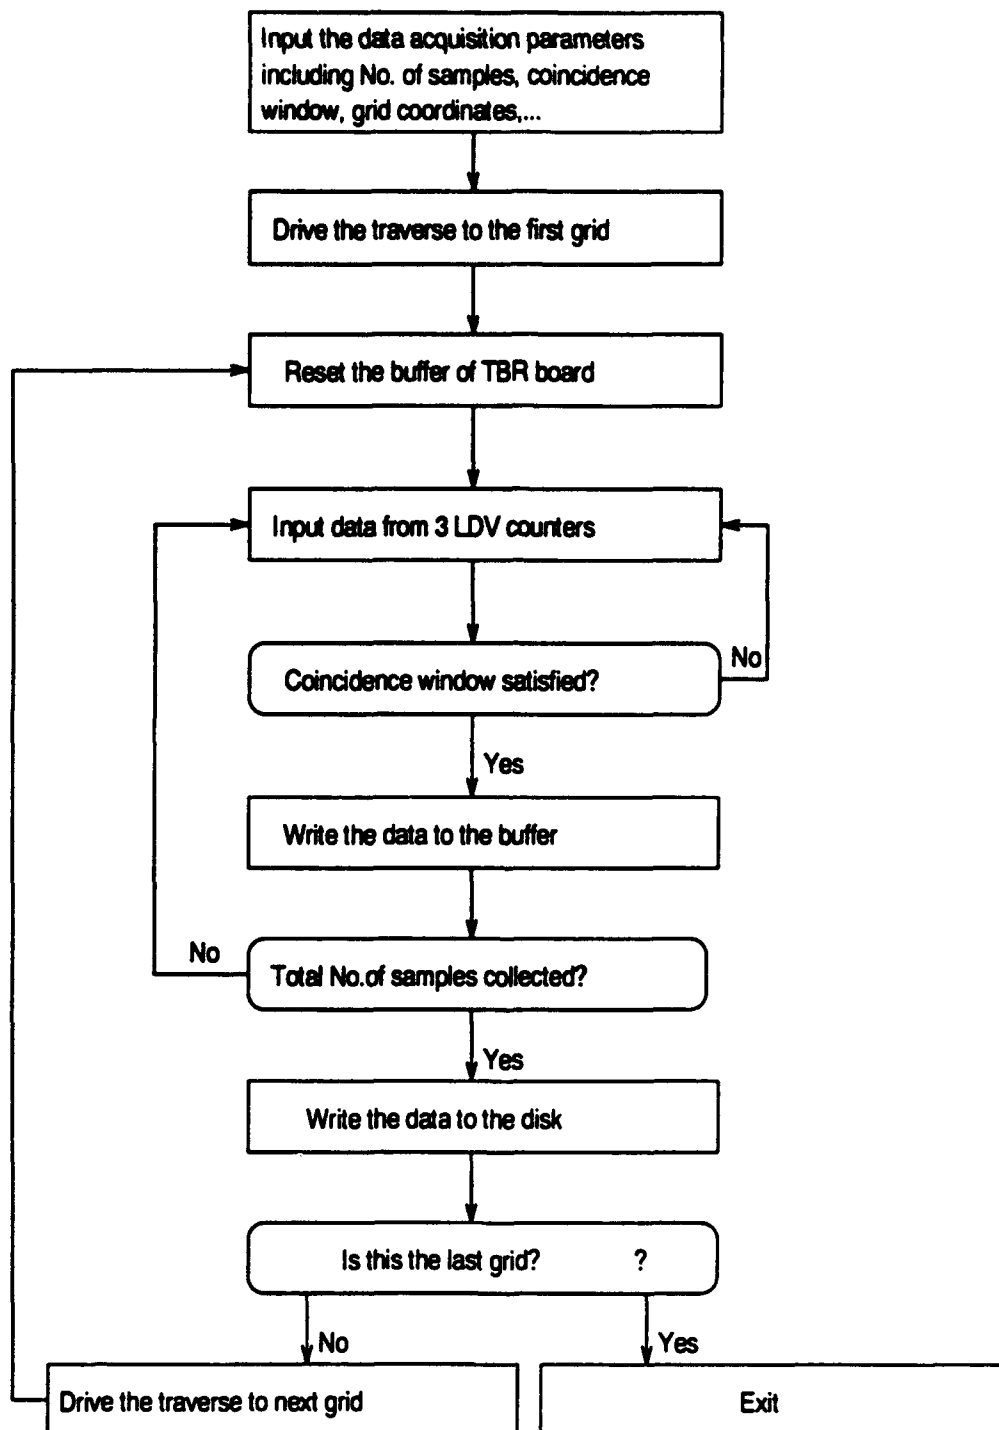 Input the data acquisition parameters
including No. of samples, coincidence
window, grid coordinates,...
Drive the traverse to the first grid
Reset the buffer of TBR board
Input data from 3 LDV counters
Coincidence window satisfied?
No
Yes
Write the data to the buffer
No
Total No.of samples collected?
Yes
Write the data to the disk
Is this the last grid? ?
No
Yes
Drive the traverse to next grid
Exit